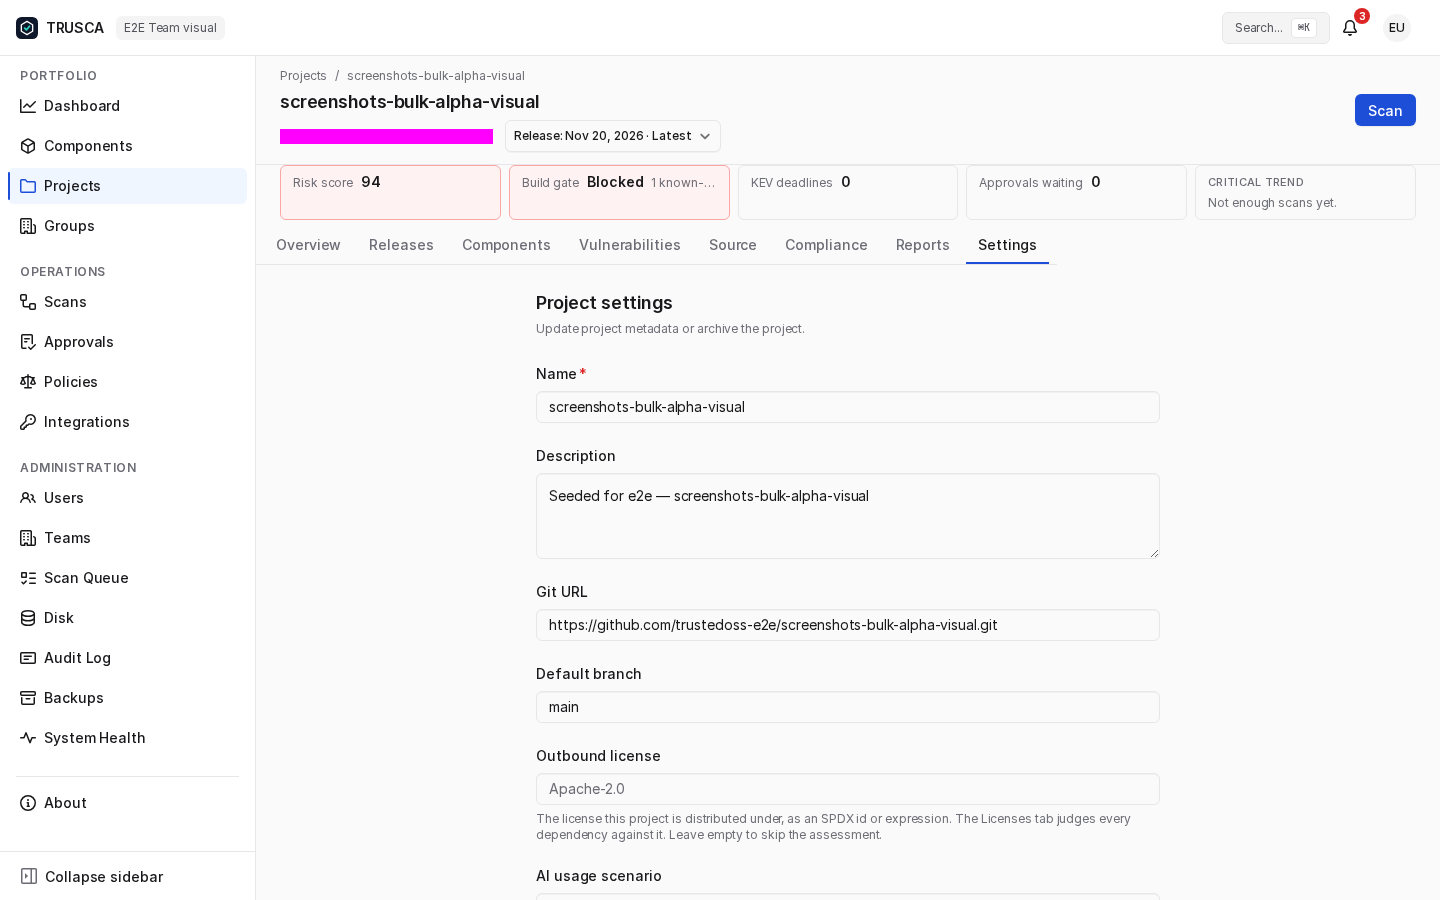 TRUSCA
E2E Team visual
Search...
⌘K
3
EU
PORTFOLIO
Dashboard
Components
Projects
Groups
OPERATIONS
Scans
Approvals
Policies
Integrations
ADMINISTRATION
Users
Teams
Scan Queue
Disk
Audit Log
Backups
System Health
About
Collapse sidebar
Projects / screenshots-bulk-alpha-visual
screenshots-bulk-alpha-visual
Release: Nov 20, 2026 · Latest
Scan
Risk score 94
Build gate Blocked 1 known-...
KEV deadlines 0
Approvals waiting 0
CRITICAL TREND
Not enough scans yet.
Overview
Releases
Components
Vulnerabilities
Source
Compliance
Reports
Settings
Project settings
Update project metadata or archive the project.
Name *
screenshots-bulk-alpha-visual
Description
Seeded for e2e — screenshots-bulk-alpha-visual
Git URL
https://github.com/trustedoss-e2e/screenshots-bulk-alpha-visual.git
Default branch
main
Outbound license
Apache-2.0
The license this project is distributed under, as an SPDX id or expression. The Licenses tab judges every
dependency against it. Leave empty to skip the assessment.
AI usage scenario